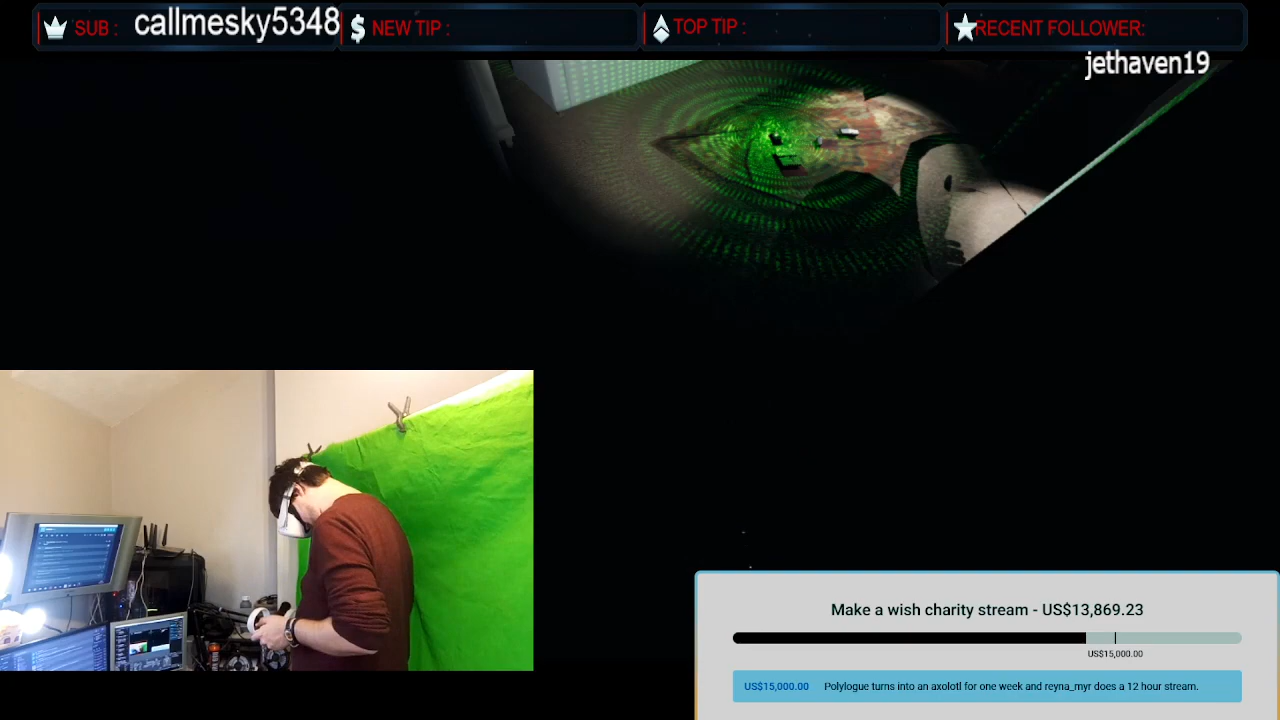 SUB : callmesky5348
NEW TIP :
TOP TIP :
RECENT FOLLOWER:
jethaven19
Make a wish charity stream - US$13,869.23
US$15,000.00
US$15,000.00 Polylogue turns into an axolotl for one week and reyna_myr does a 12 hour stream.